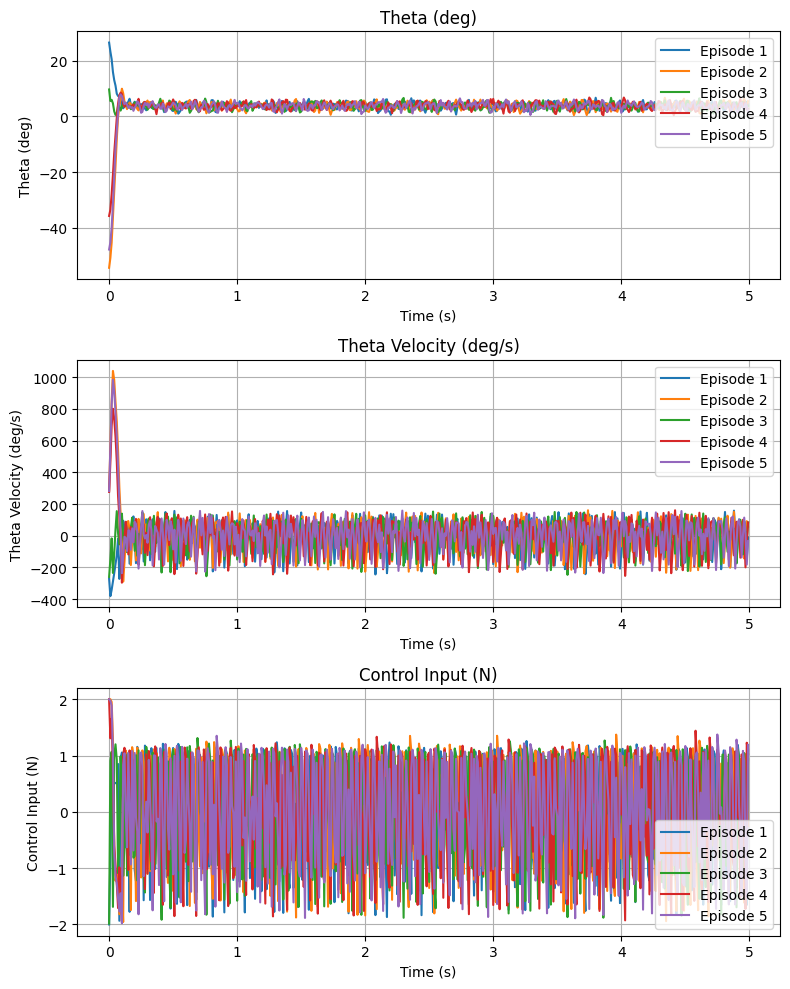 Theta (deg)
Theta (deg)
20
0
−20
−40
0
1
2
3
4
5
Time (s)
Episode 1
Episode 2
Episode 3
Episode 4
Episode 5
Theta Velocity (deg/s)
Theta Velocity (deg/s)
1000
800
600
400
200
0
−200
−400
0
1
2
3
4
5
Time (s)
Episode 1
Episode 2
Episode 3
Episode 4
Episode 5
Control Input (N)
Control Input (N)
2
1
0
−1
−2
0
1
2
3
4
5
Time (s)
Episode 1
Episode 2
Episode 3
Episode 4
Episode 5